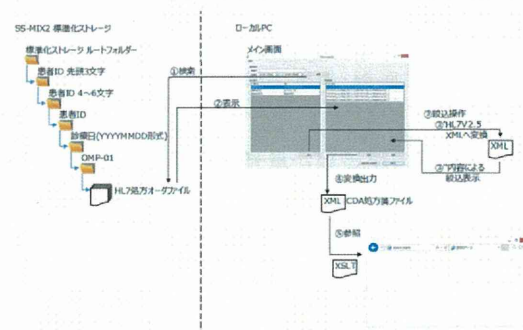 SS-MIX2 標準化ストレージ
標準化ストレージ ルートフォルダー
患者ID 先頭3文字
患者ID 4～6文字
患者ID
診療日(YYYYMMDD形式)
OMP-01
HL7処方オーダファイル
ローカルPC
メイン画面
①検索
②表示
③絞込操作
③'HL7V2.5
XMLへ変換
XML
③''内容による
絞込表示
④変換出力
XML CDA処方箋ファイル
⑤参照
XSLT